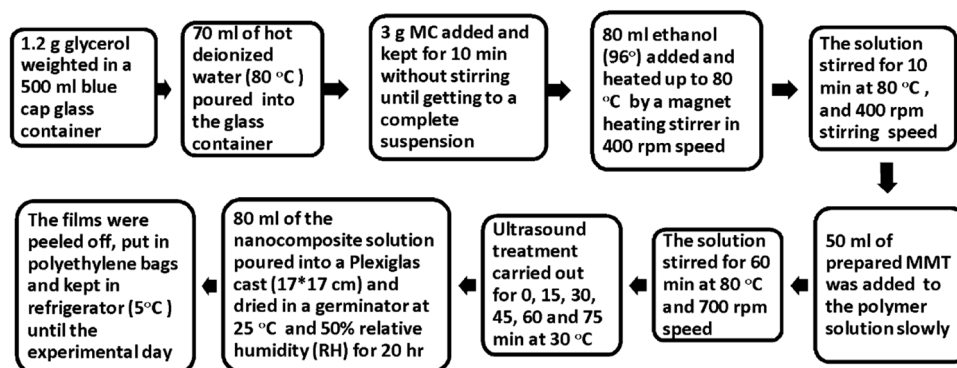 1.2 g glycerol
weighted in a
500 ml blue
cap glass
container
70 ml of hot
deionized
water (80 °C )
poured into
the glass
container
3 g MC added and
kept for 10 min
without stirring
until getting to a
complete
suspension
80 ml ethanol
(96°) added and
heated up to 80
°C by a magnet
heating stirrer in
400 rpm speed
The solution
stirred for 10
min at 80 °C ,
and 400 rpm
stirring speed
50 ml of
prepared MMT
was added to
the polymer
solution slowly
The solution
stirred for 60
min at 80 °C
and 700 rpm
speed
Ultrasound
treatment
carried out
for 0, 15, 30,
45, 60 and 75
min at 30 °C
80 ml of the
nanocomposite solution
poured into a Plexiglas
cast (17*17 cm) and
dried in a germinator at
25 °C and 50% relative
humidity (RH) for 20 hr
The films were
peeled off, put in
polyethylene bags
and kept in
refrigerator (5°C )
until the
experimental day